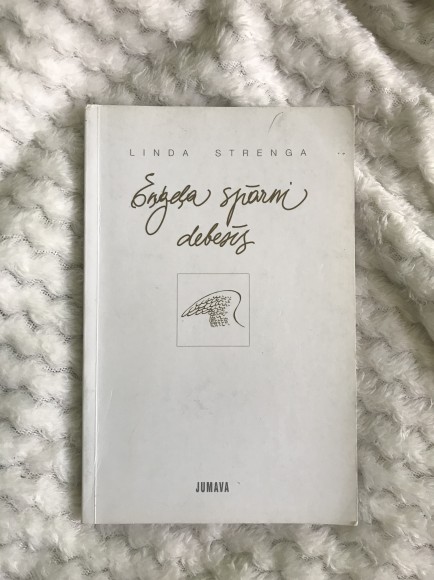 LINDA STRENGA
Eņģeļa spārni
debesīs
JUMAVA